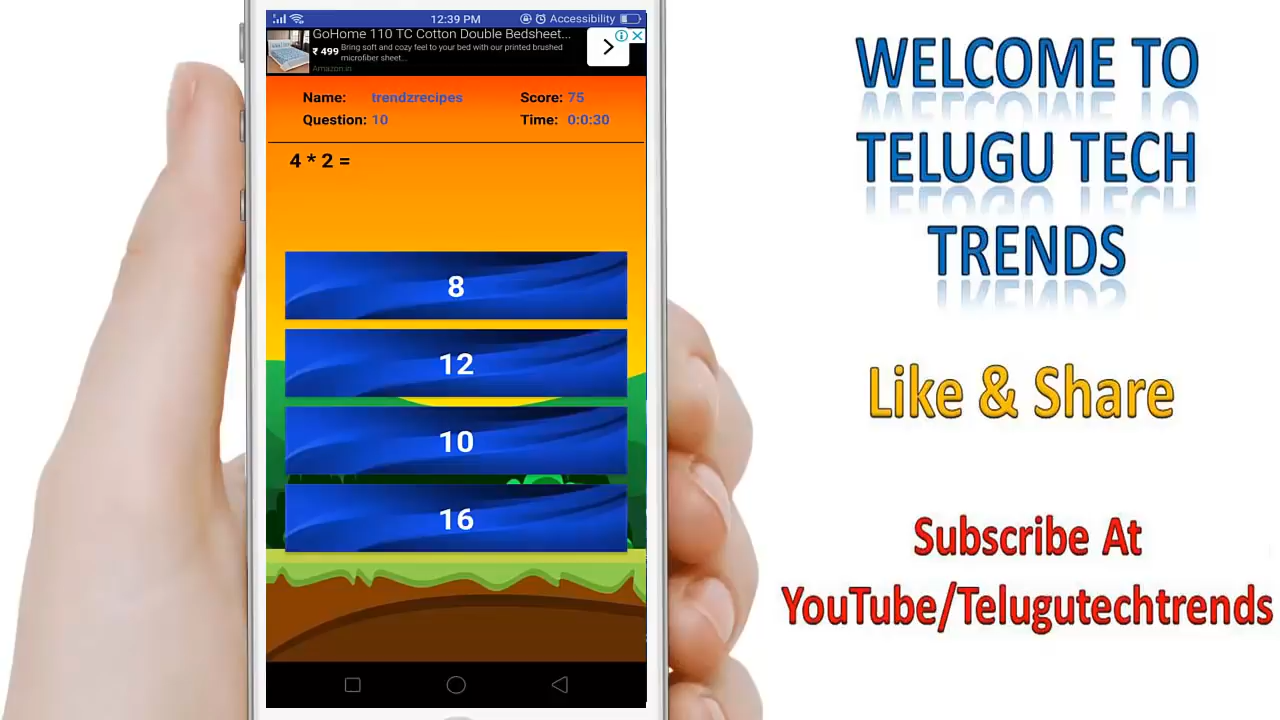 12:39 PM
Accessibility
GoHome 110 TC Cotton Double Bedsheet...
₹ 499 Bring soft and cozy feel to your bed with our printed brushed microfiber sheet...
Amazon.in
Name: trendzrecipes Score: 75
Question: 10 Time: 0:0:30
4 * 2 =
8
12
10
16
WELCOME TO
TELUGU TECH
TRENDS
Like & Share
Subscribe At
YouTube/Telugutechtrends